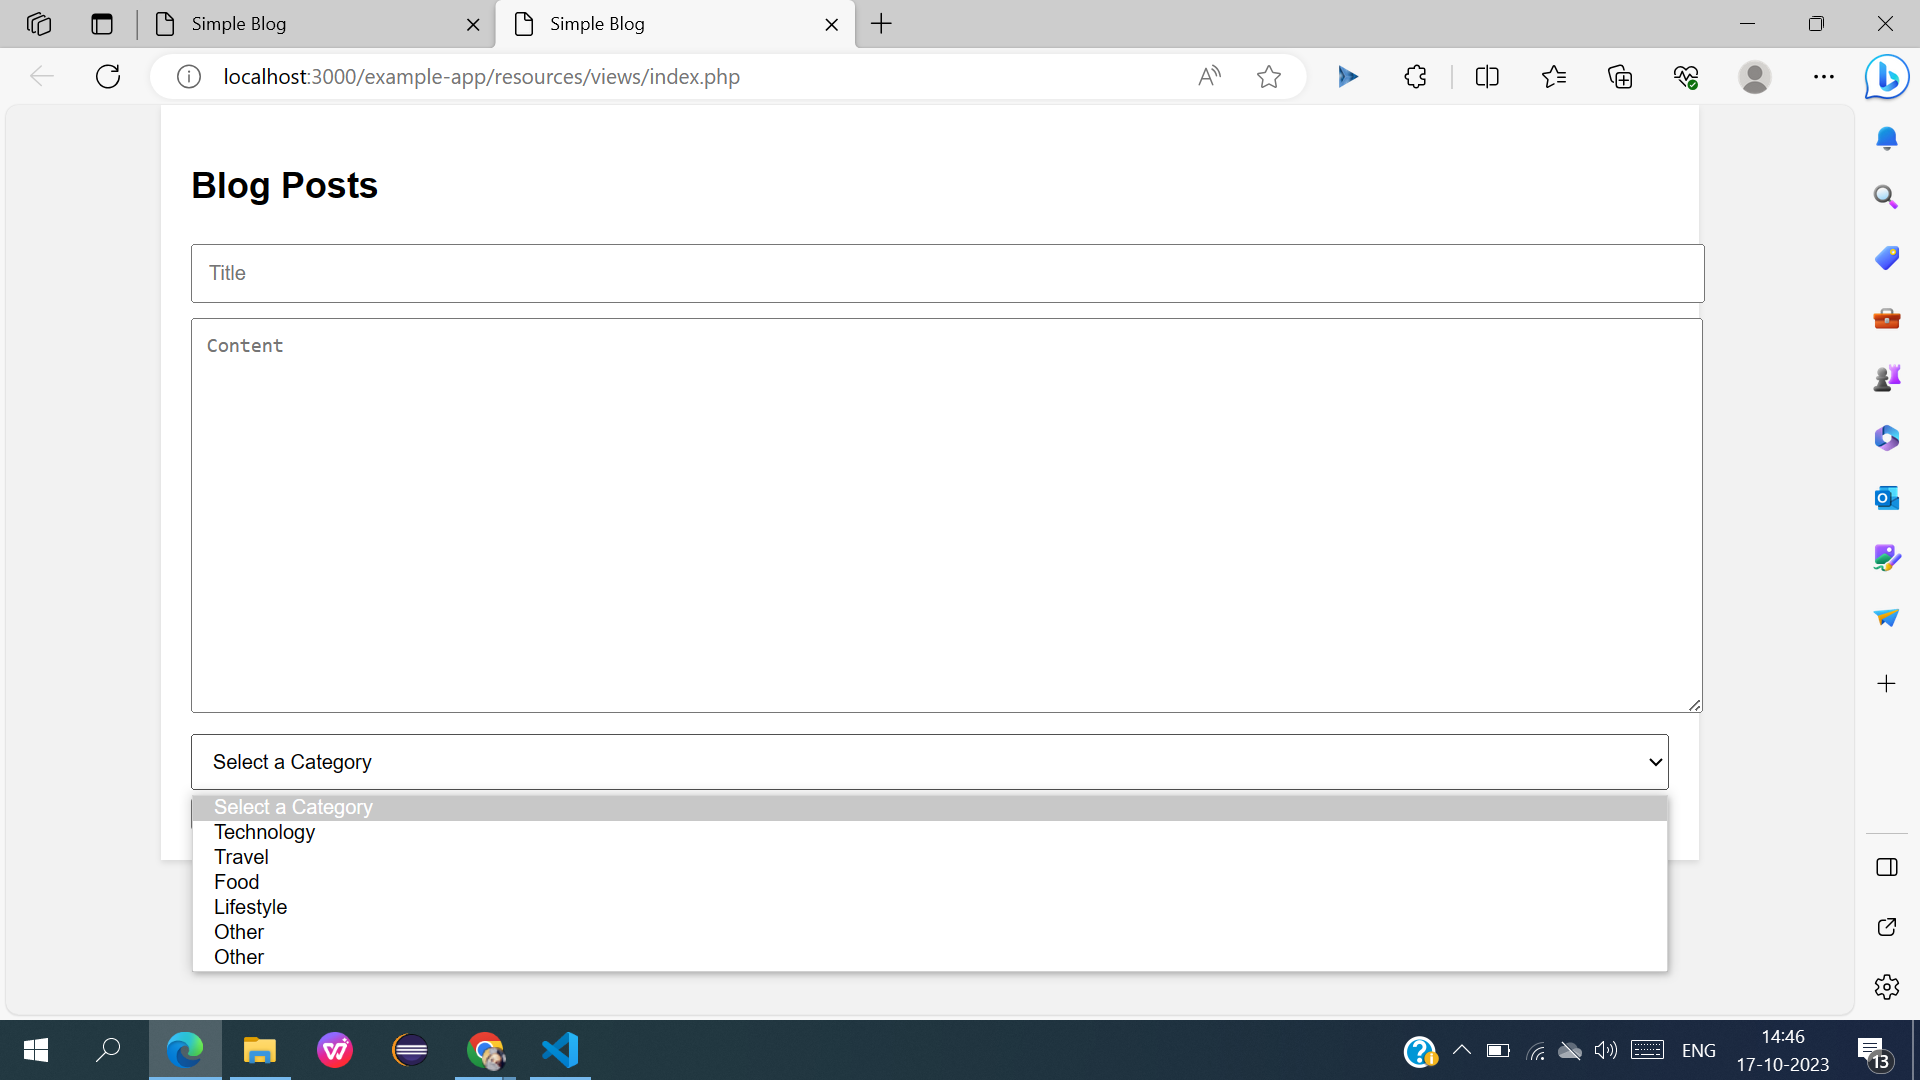 Simple Blog
Simple Blog
localhost:3000/example-app/resources/views/index.php
Blog Posts
Title
Content
Select a Category
Select a Category
Technology
Travel
Food
Lifestyle
Other
Other
ENG
14:46
17-10-2023
13